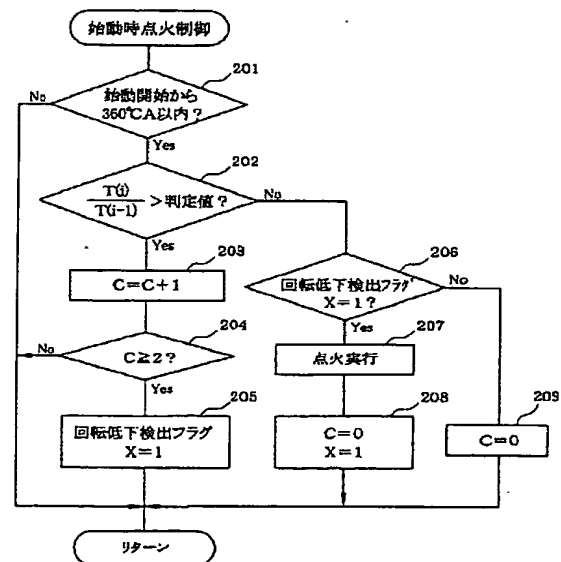 始動時点火制御
201
始動開始から
360℃A以内?
No
Yes
202
T(i)
T(i-1)
>判定値?
No
Yes
203
C=C+1
204
C≧2?
No
Yes
205
回転低下検出フラグ
X=1
206
回転低下検出フラグ
X=1?
No
Yes
207
点火実行
208
C=0
X=1
209
C=0
リターン